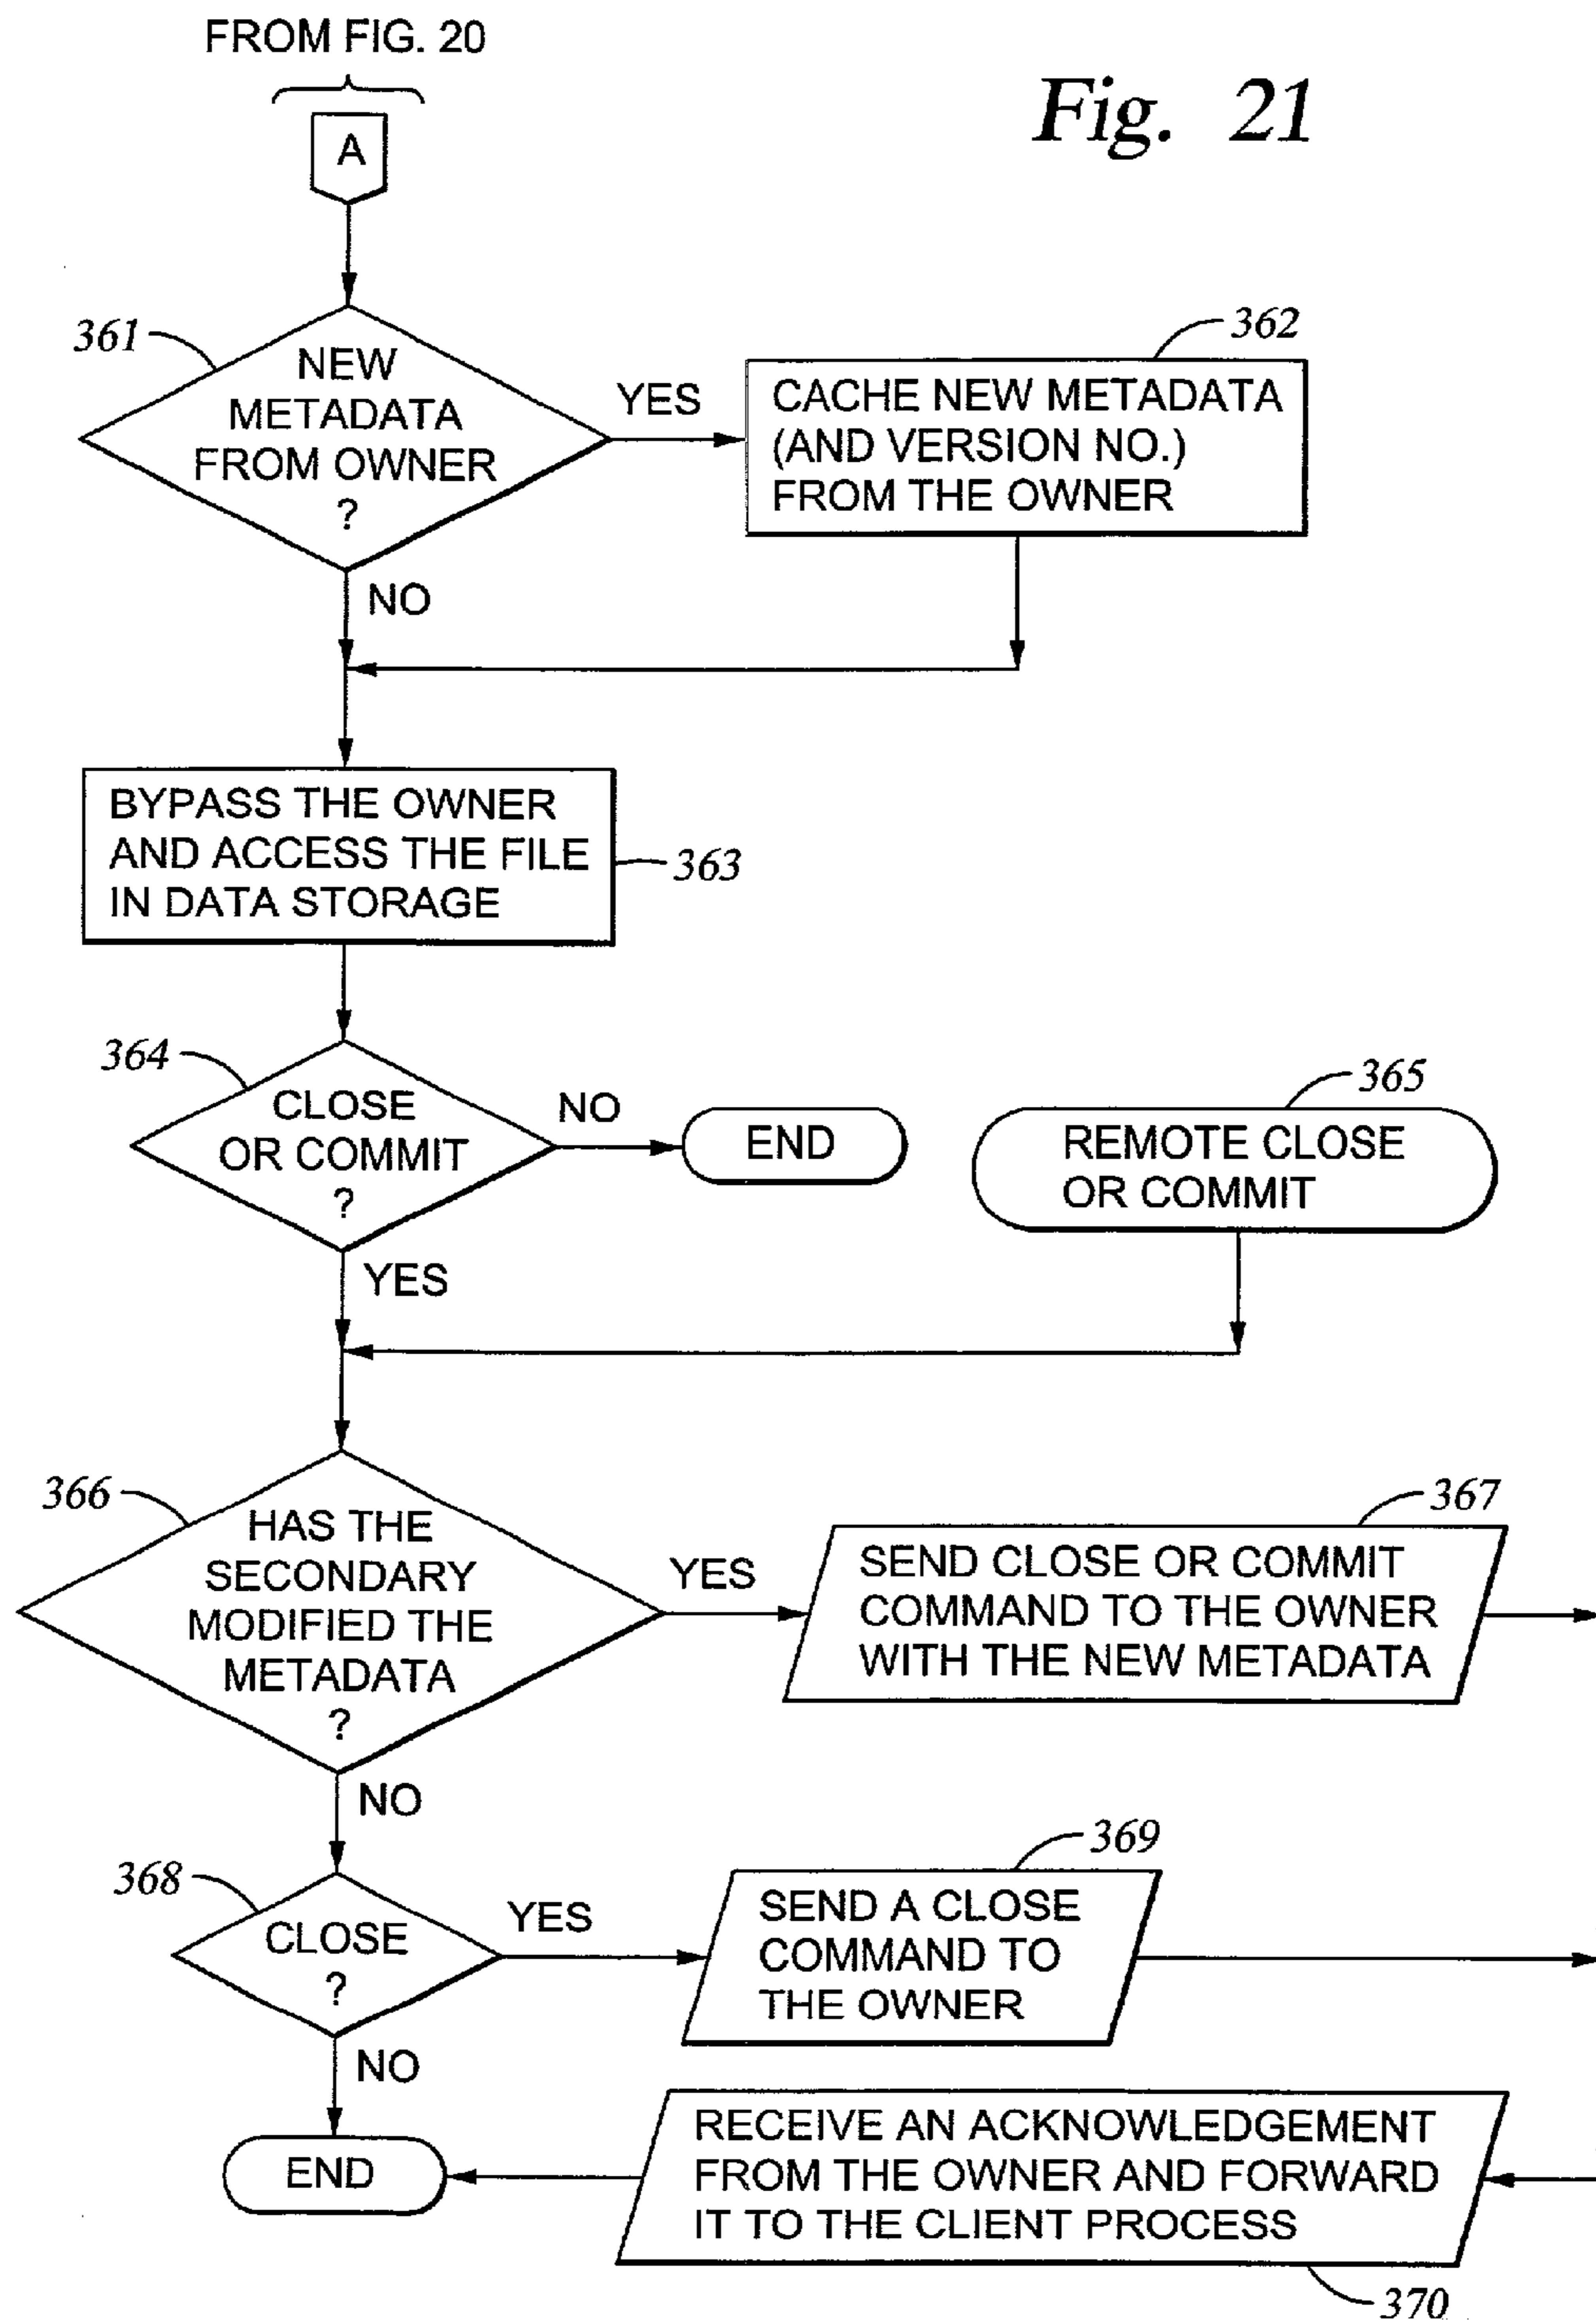 FROM FIG. 20
Fig. 21
A
361
NEW
METADATA
FROM OWNER
?
YES
362
CACHE NEW METADATA
(AND VERSION NO.)
FROM THE OWNER
NO
BYPASS THE OWNER
AND ACCESS THE FILE
IN DATA STORAGE
363
364
CLOSE
OR COMMIT
?
NO
END
365
REMOTE CLOSE
OR COMMIT
YES
366
HAS THE
SECONDARY
MODIFIED THE
METADATA
?
YES
367
SEND CLOSE OR COMMIT
COMMAND TO THE OWNER
WITH THE NEW METADATA
NO
368
CLOSE
?
YES
369
SEND A CLOSE
COMMAND TO
THE OWNER
NO
END
RECEIVE AN ACKNOWLEDGEMENT
FROM THE OWNER AND FORWARD
IT TO THE CLIENT PROCESS
370